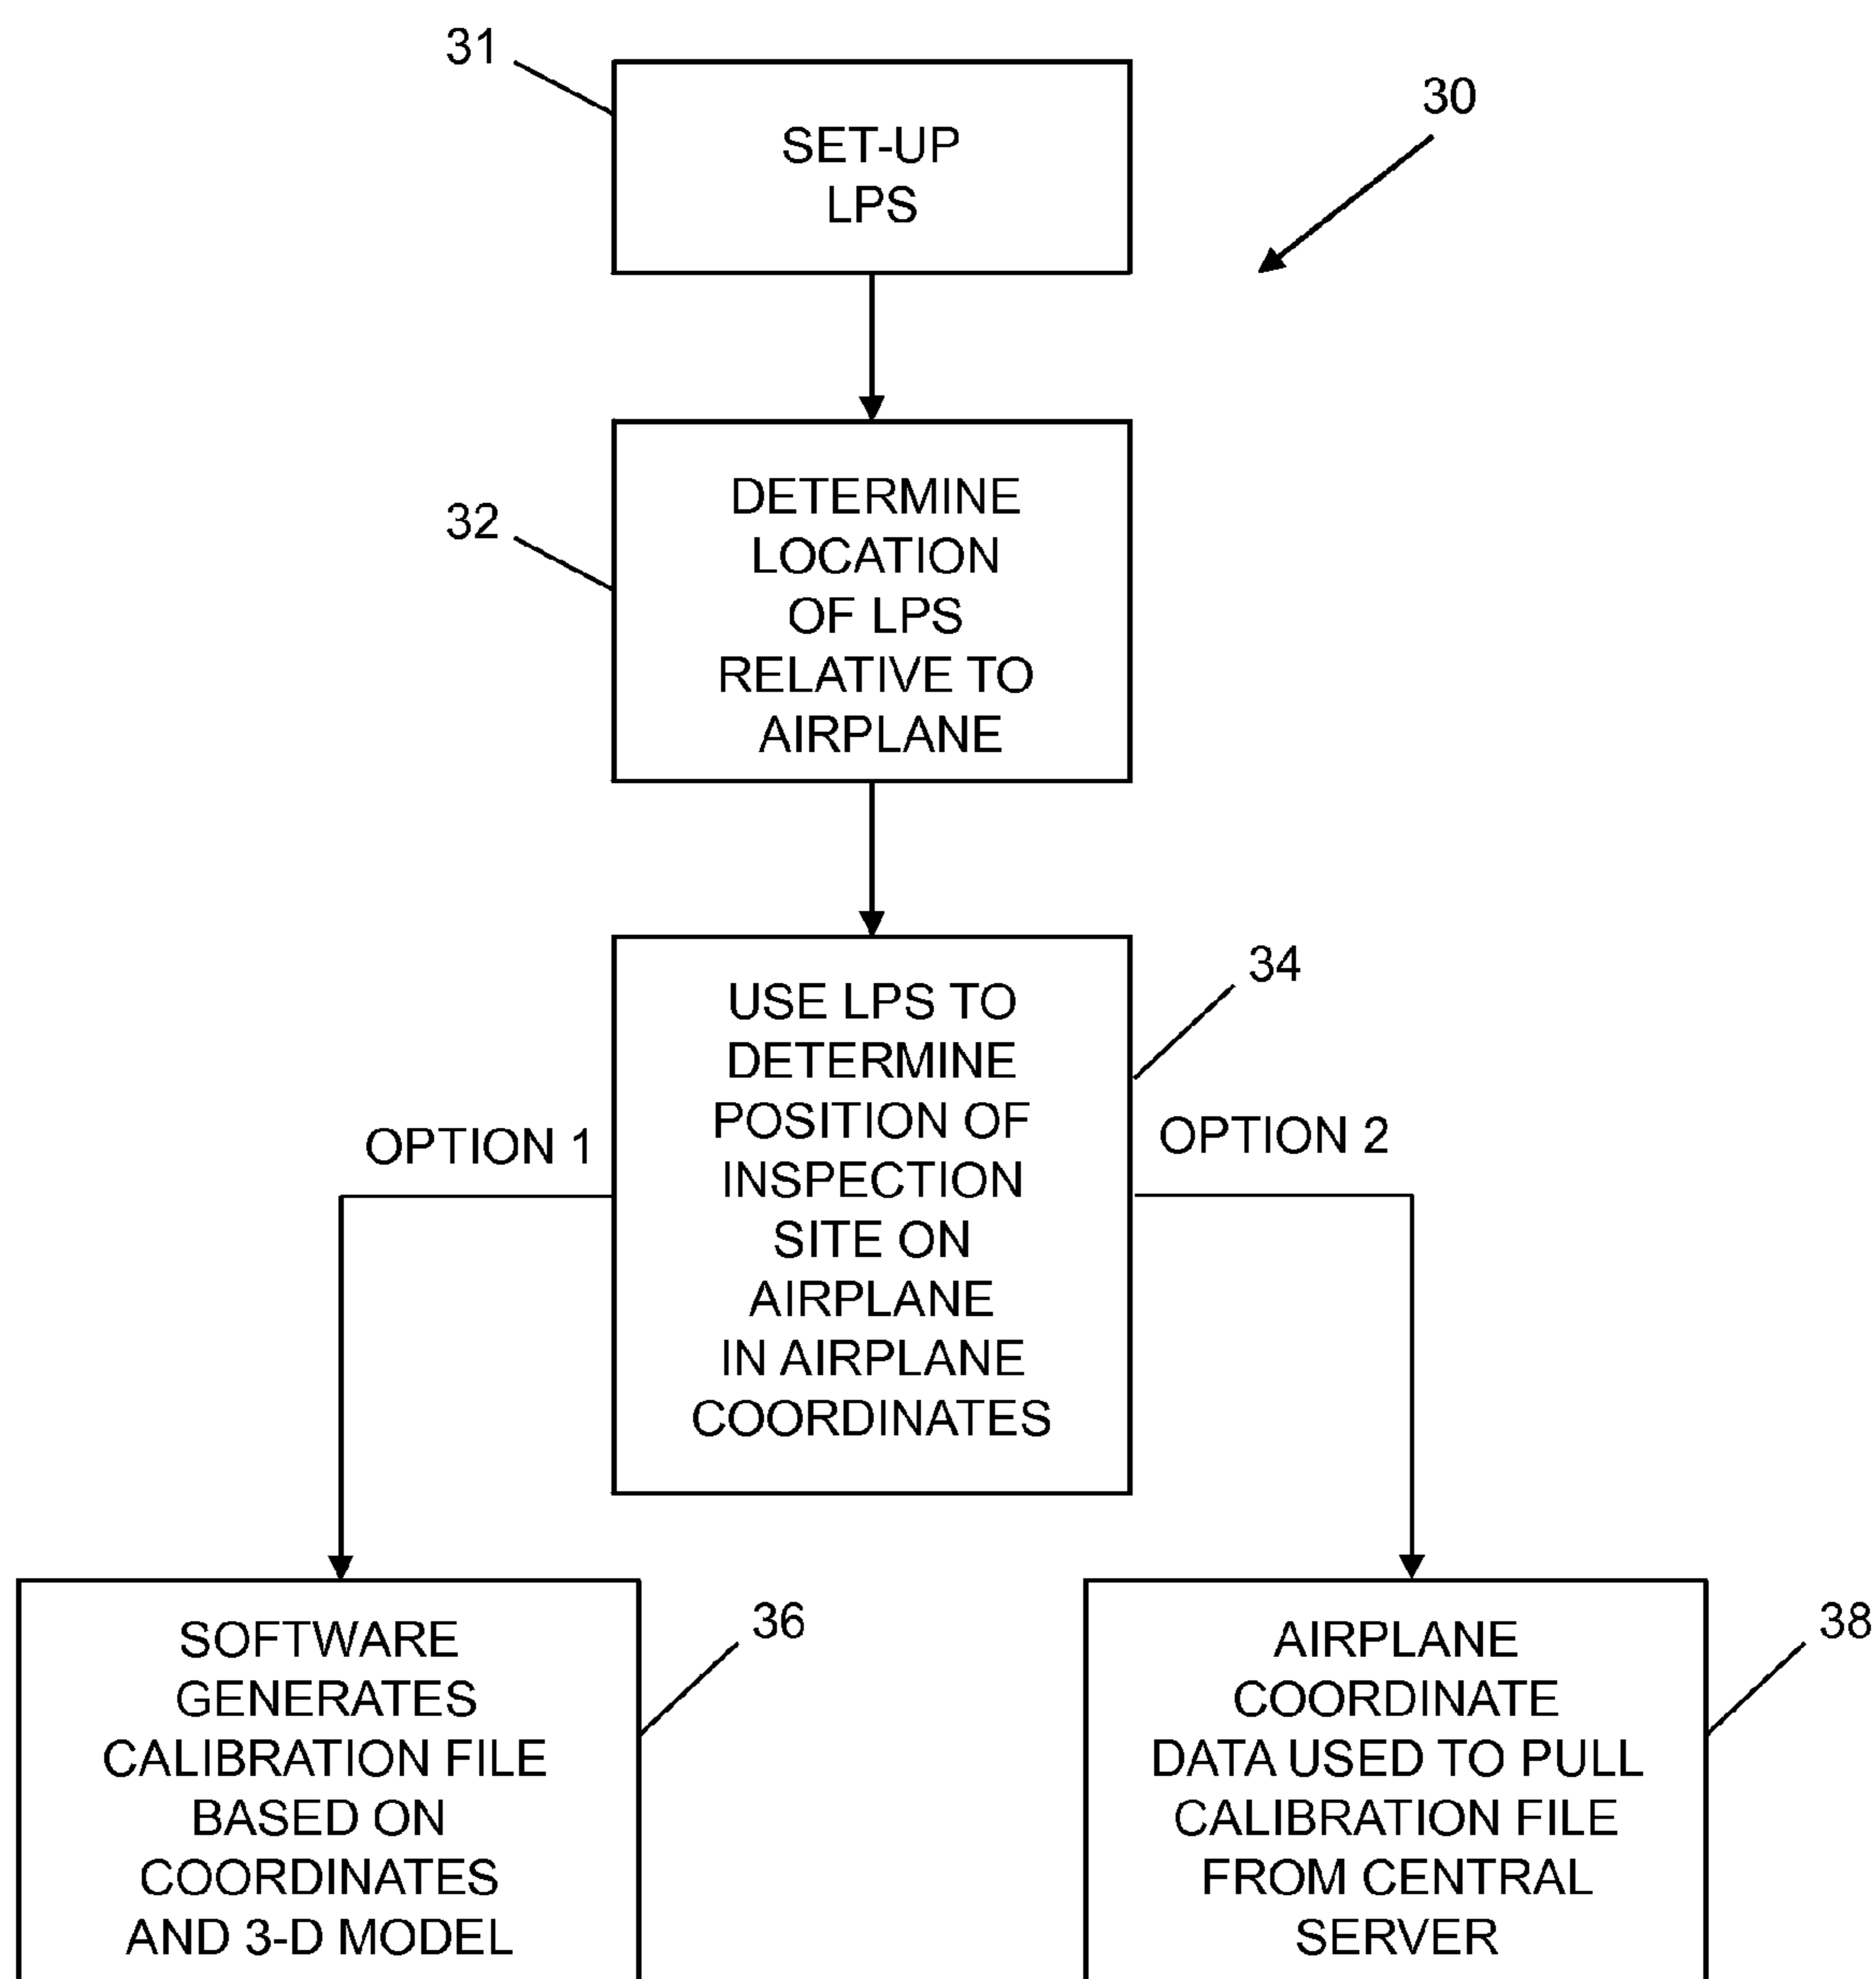 31
30
SET-UP
LPS
32
DETERMINE
LOCATION
OF LPS
RELATIVE TO
AIRPLANE
34
USE LPS TO
DETERMINE
POSITION OF
INSPECTION
SITE ON
AIRPLANE
IN AIRPLANE
COORDINATES
OPTION 1
OPTION 2
36
SOFTWARE
GENERATES
CALIBRATION FILE
BASED ON
COORDINATES
AND 3-D MODEL
38
AIRPLANE
COORDINATE
DATA USED TO PULL
CALIBRATION FILE
FROM CENTRAL
SERVER